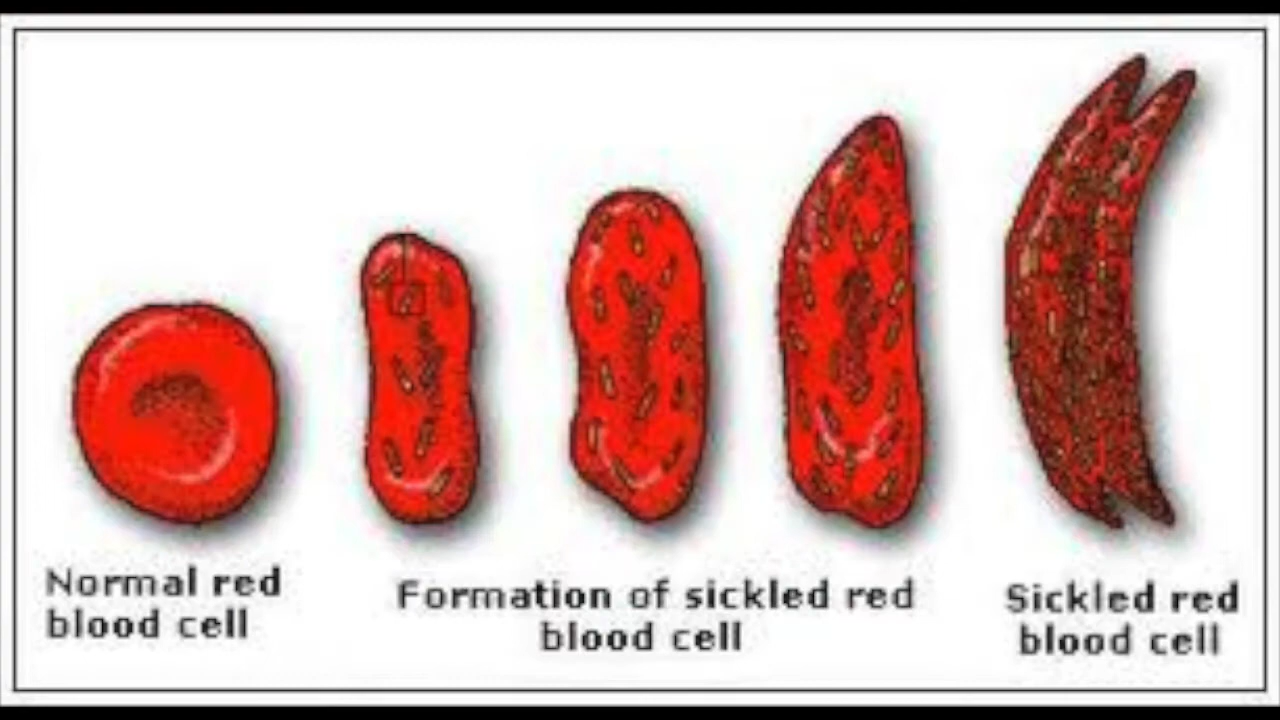 Normal red
blood cell
Formation of sickled red
blood cell
Sickled red
blood cell